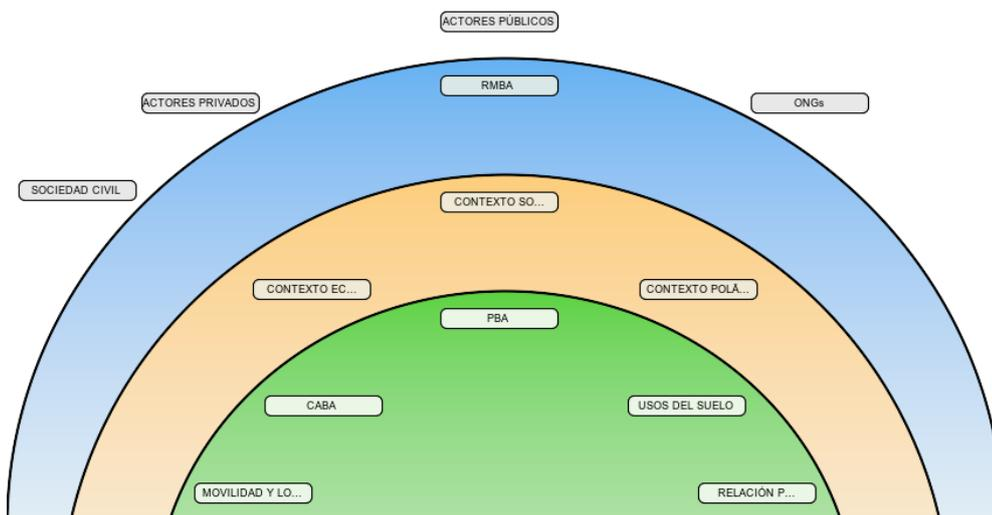 ACTORES PÚBLICOS
RMBA
ACTORES PRIVADOS
ONGs
SOCIEDAD CIVIL
CONTEXTO SO...
CONTEXTO EC...
CONTEXTO POLÃ...
PBA
CABA
USOS DEL SUELO
MOVILIDAD Y LO...
RELACIÓN P...